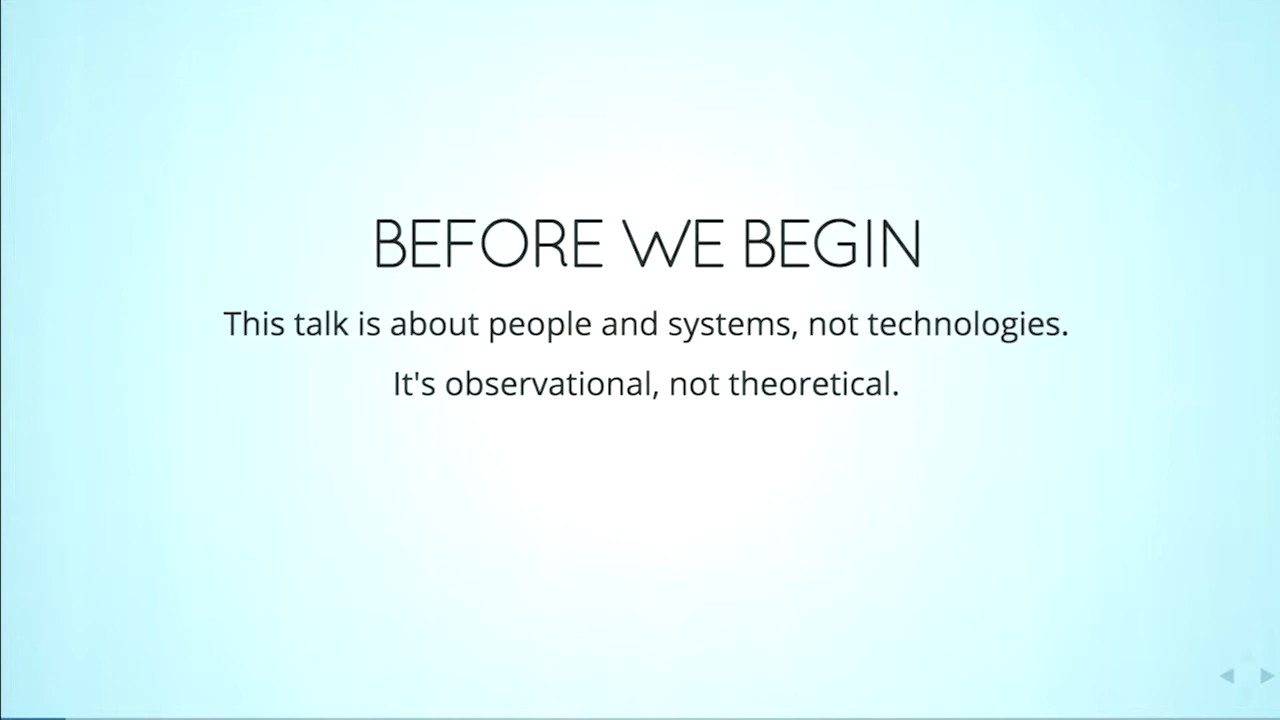 BEFORE WE BEGIN
This talk is about people and systems, not technologies.
It's observational, not theoretical.